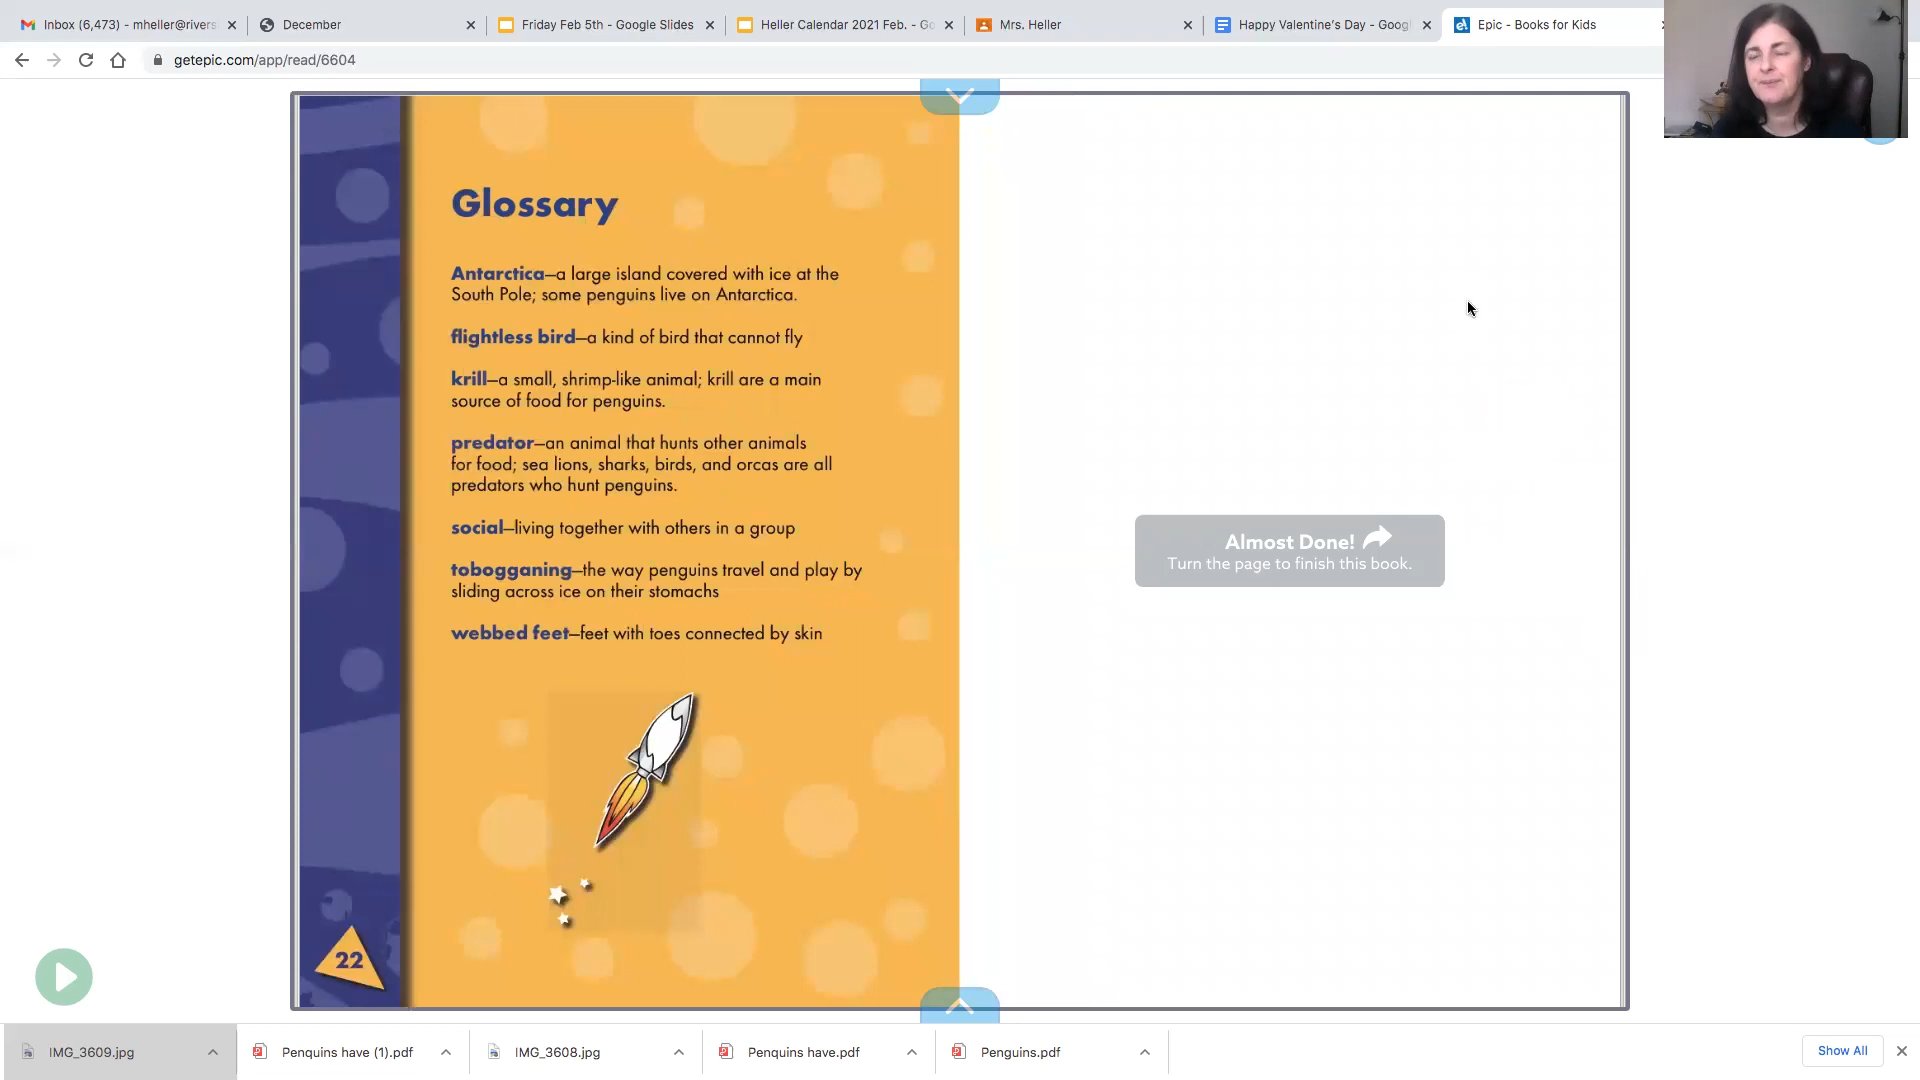 Inbox (6,473) - mheller@rivers
December
Friday Feb 5th - Google Slides
Heller Calendar 2021 Feb. - Go
Mrs. Heller
Happy Valentine's Day - Googl
Epic - Books for Kids
getepic.com/app/read/6604
Glossary
Antarctica—a large island covered with ice at the
South Pole; some penguins live on Antarctica.
flightless bird—a kind of bird that cannot fly
krill—a small, shrimp-like animal; krill are a main
source of food for penguins.
predator—an animal that hunts other animals
for food; sea lions, sharks, birds, and orcas are all
predators who hunt penguins.
social—living together with others in a group
tobogganing—the way penguins travel and play by
sliding across ice on their stomachs
webbed feet—feet with toes connected by skin
22
Almost Done!
Turn the page to finish this book.
IMG_3609.jpg
Penquins have (1).pdf
IMG_3608.jpg
Penquins have.pdf
Penguins.pdf
Show All